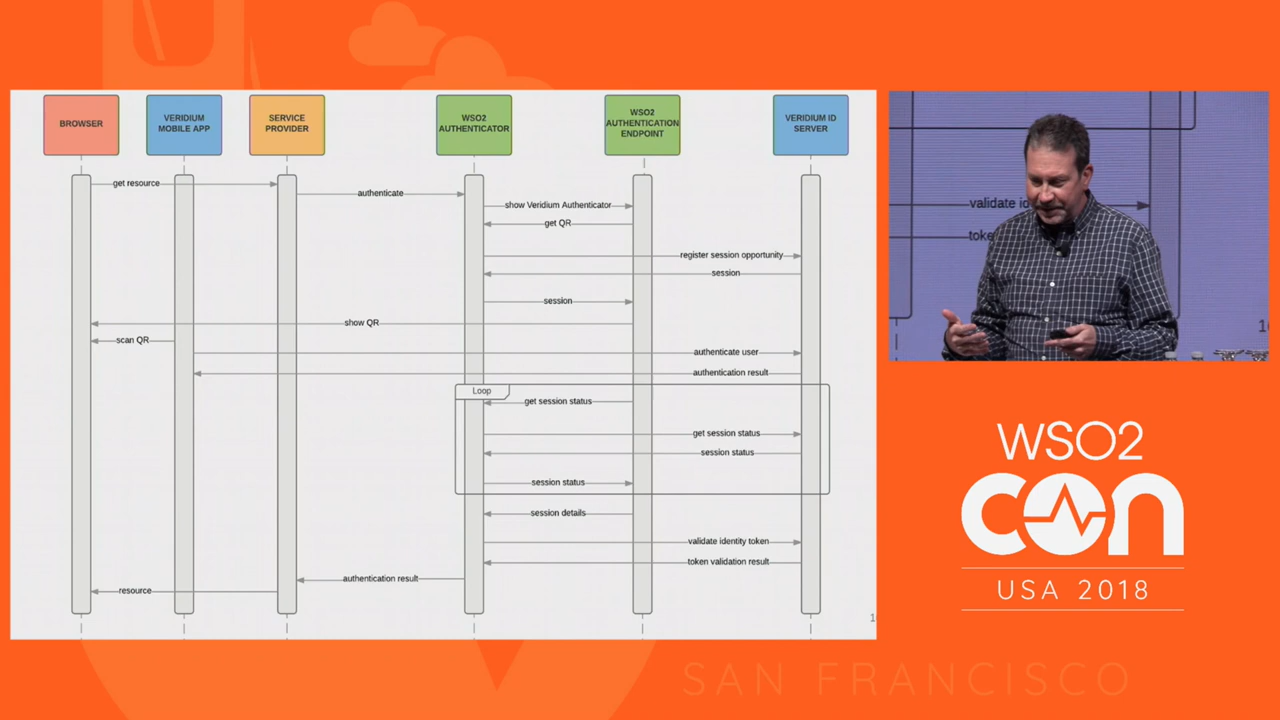 BROWSER
VERIDIUM
MOBILE APP
SERVICE
PROVIDER
WSO2
AUTHENTICATOR
WSO2
AUTHENTICATION
ENDPOINT
VERIDIUM ID
SERVER
get resource
authenticate
show Veridium Authenticator
get QR
register session opportunity
session
session
show QR
scan QR
authenticate user
authentication result
Loop
get session status
get session status
session status
session status
session details
validate identity token
token validation result
authentication result
resource
1
validate id
toke
1
WSO2
con
USA 2018
SAN FRANCISCO